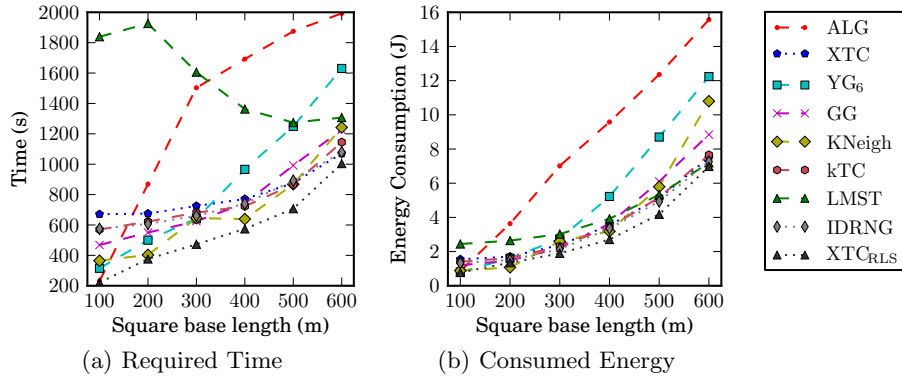 2000
1800
1600
1400
1200
1000
800
600
400
200
Time (s)
100 200 300 400 500 600
Square base length (m)
(a) Required Time
16
14
12
10
8
6
4
2
0
Energy Consumption (J)
100 200 300 400 500 600
Square base length (m)
(b) Consumed Energy
ALG
XTC
YG6
GG
KNeigh
kTC
LMST
IDRNG
XTCRLS